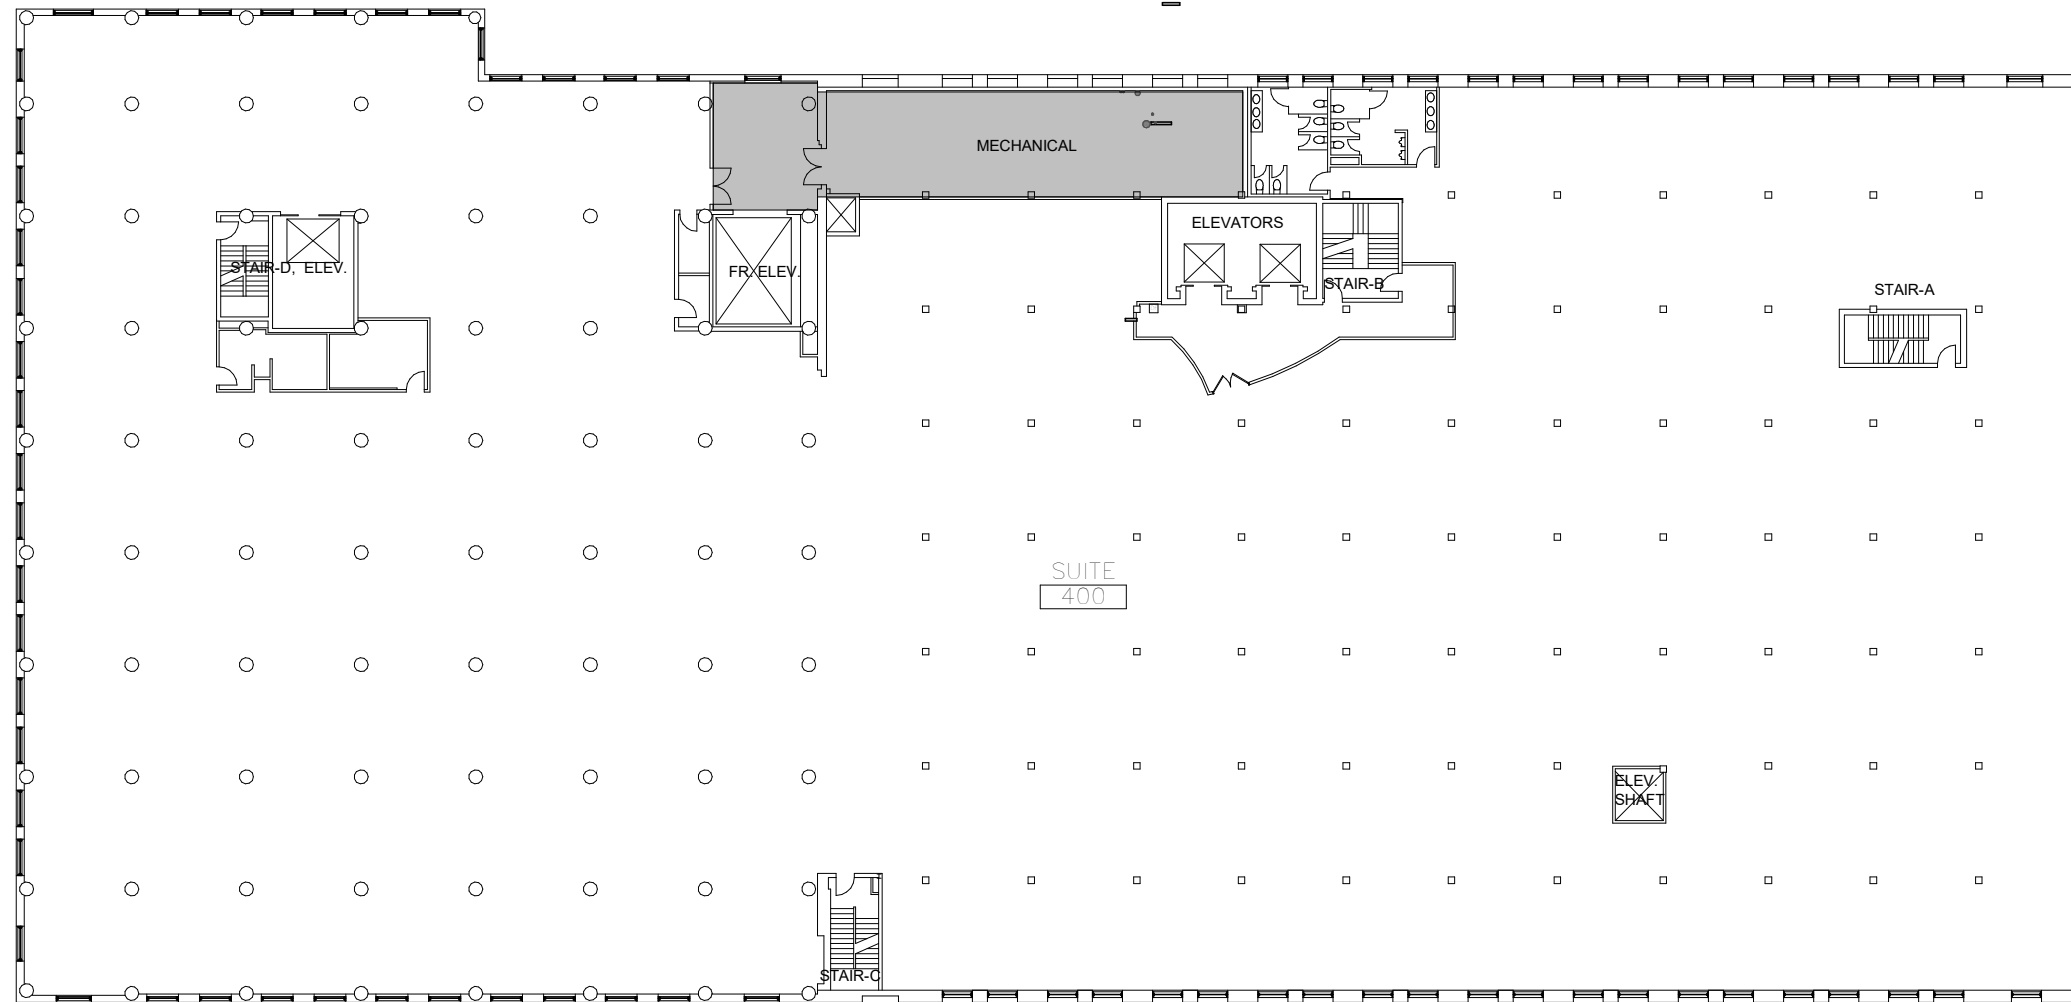 MECHANICAL
ELEVATORS
STAIR-D, ELEV.
FR. ELEV.
STAIR-B
STAIR-A
SUITE
400
ELEV.
SHAFT
STAIR-C